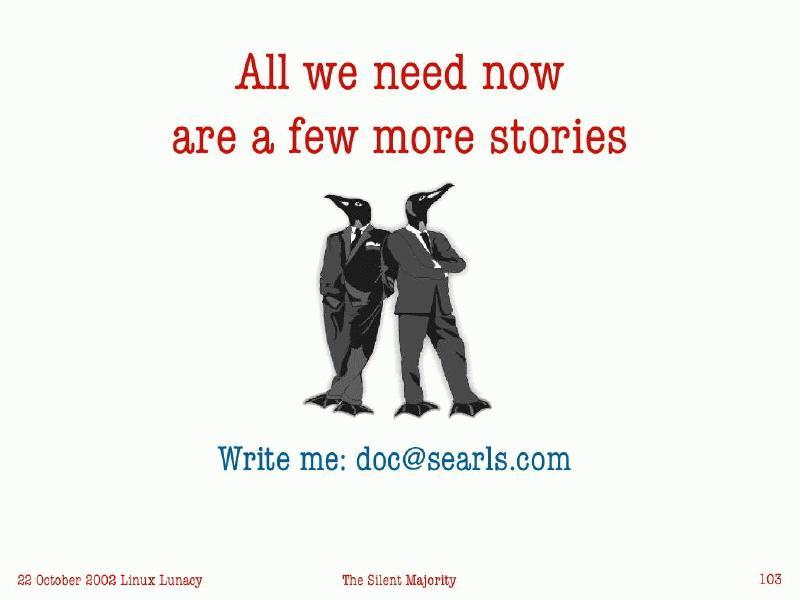 All we need now
are a few more stories
Write me: doc@searls.com
22 October 2002 Linux Lunacy
The Silent Majority
103